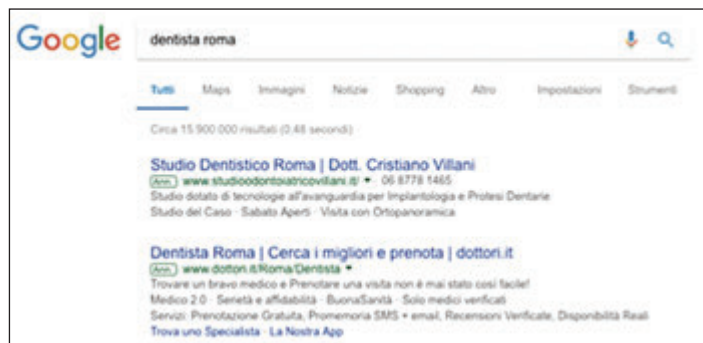 Google
dentista roma
Tutti Maps Immagini Notizie Shopping Altro Impostazioni Strumenti
Circa 15.900.000 risultati (0,48 secondi)
Studio Dentistico Roma | Dott. Cristiano Villani
Ann. www.studioodontoiatricovillani.it/ 06 8778 1465
Studio dotato di tecnologie all'avanguardia per Implantologia e Protesi Dentarie
Studio del Caso · Sabato Aperti · Visita con Ortopanoramica
Dentista Roma | Cerca i migliori e prenota | dottori.it
Ann. www.dottori.it/Roma/Dentista
Trovare un bravo medico e Prenotare una visita non è mai stato così facile!
Medico 2.0 · Serietà e affidabilità · BuonaSanità · Solo medici verificati
Servizi: Prenotazione Gratuita, Promemoria SMS + email, Recensioni Verificate, Disponibilità Reali
Trova uno Specialista · La Nostra App